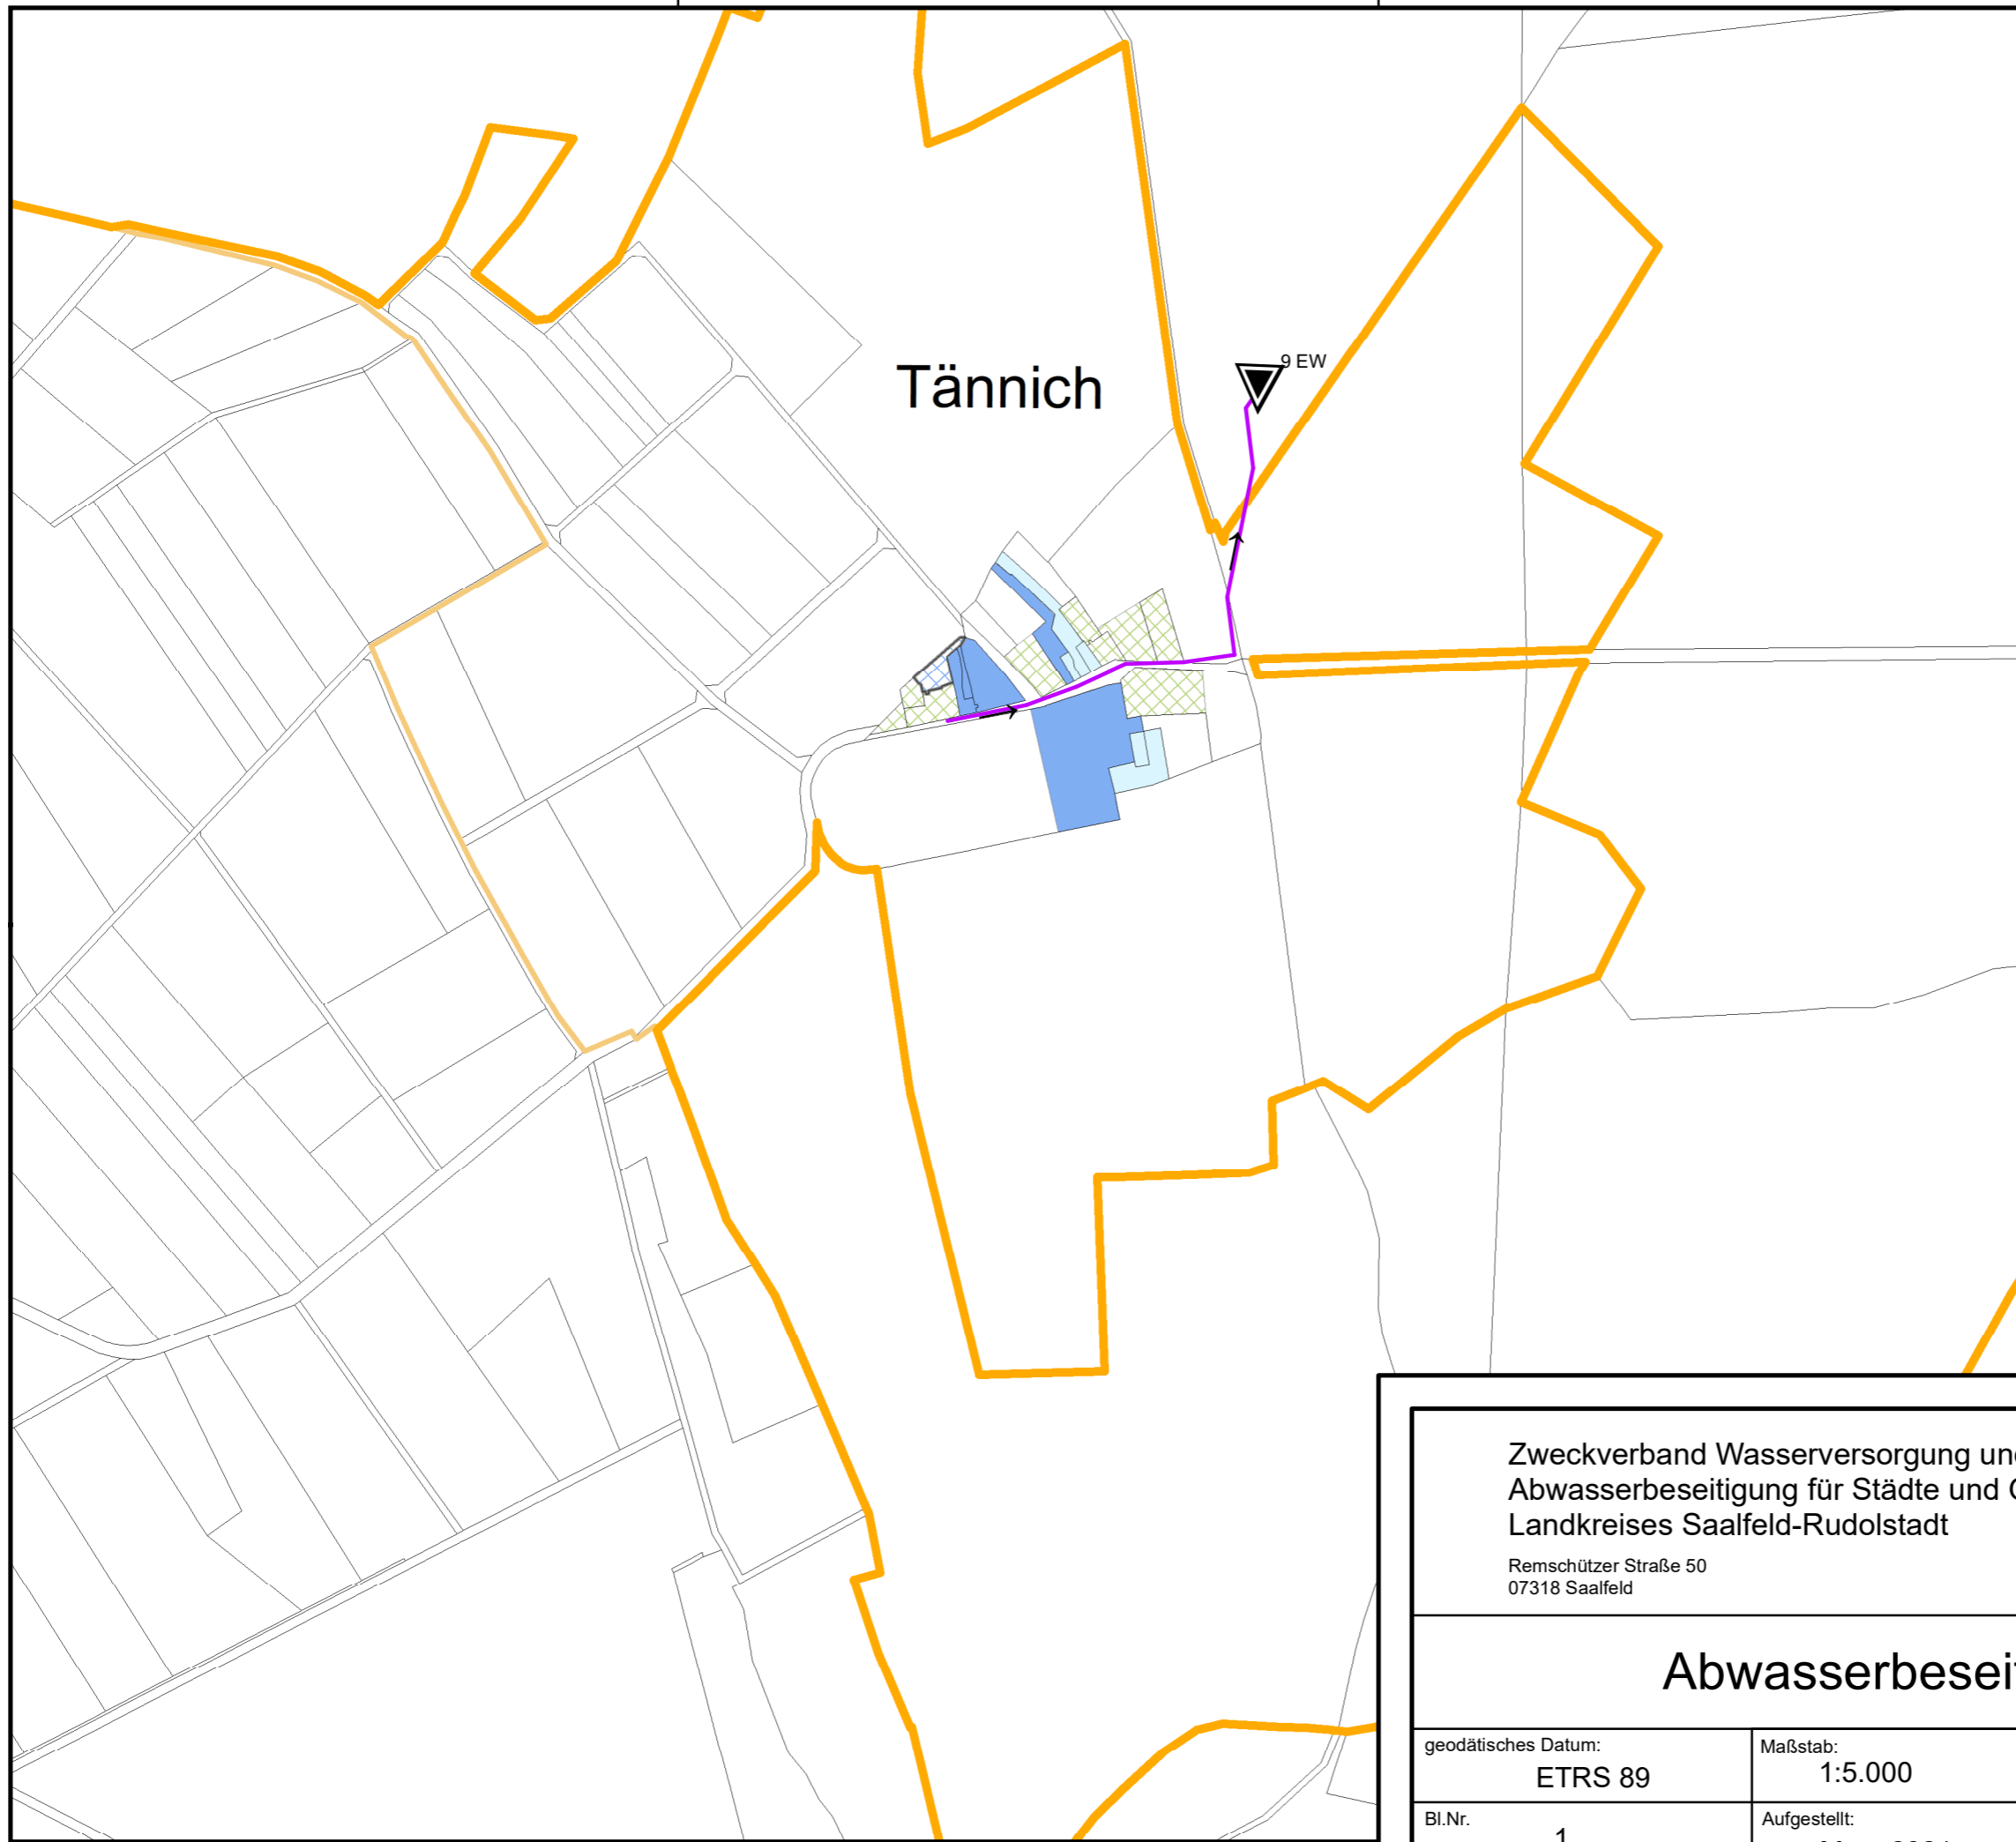 Tännich
9 EW
Zweckverband Wasserversorgung und
Abwasserbeseitigung für Städte und
Landkreises Saalfeld-Rudolstadt
Remschützer Straße 50
07318 Saalfeld
geodätisches Datum:
ETRS 89
Maßstab:
1:5.000
Bl.Nr.
1
Aufgestellt: